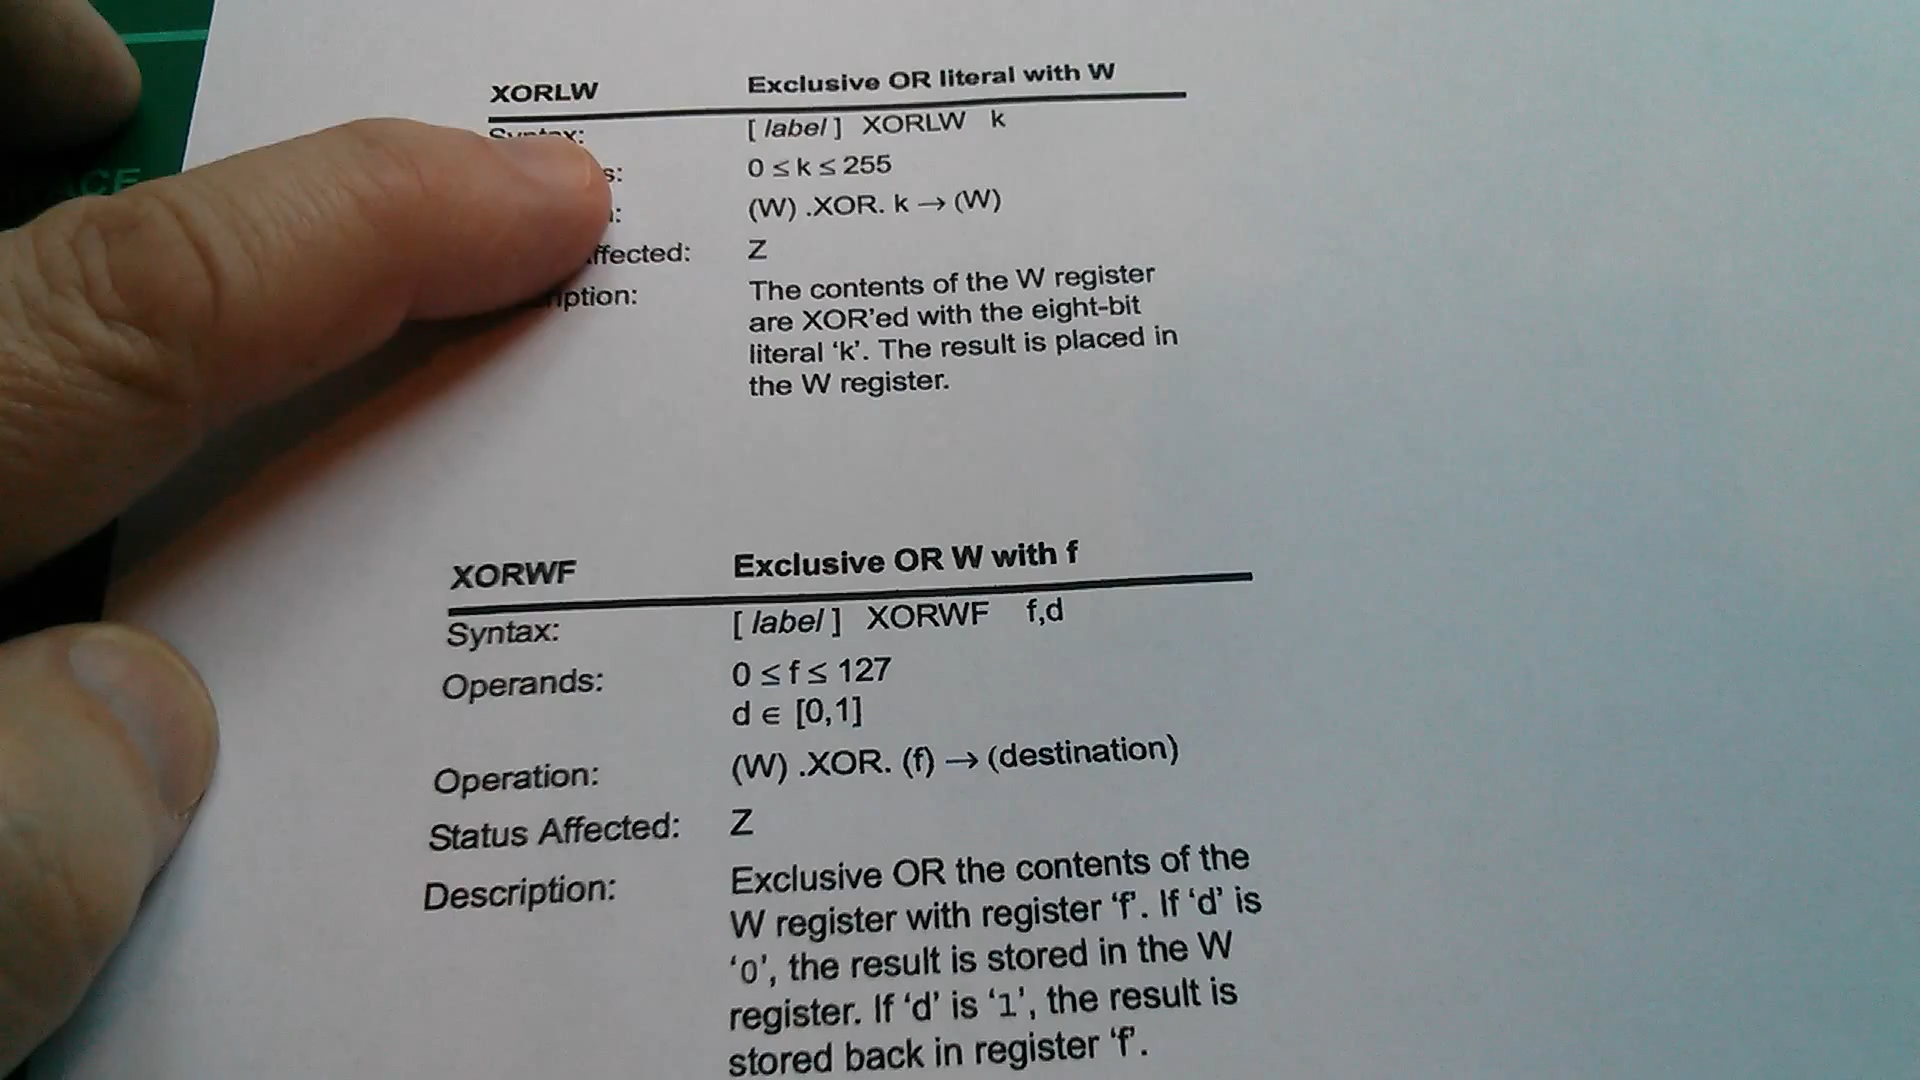 XORLW Exclusive OR literal with W
Syntax: [ label ] XORLW k
0 ≤ k ≤ 255
(W) .XOR. k → (W)
Z
The contents of the W register
are XOR’ed with the eight-bit
literal ‘k’. The result is placed in
the W register.
XORWF Exclusive OR W with f
Syntax: [ label ] XORWF f,d
Operands: 0 ≤ f ≤ 127
d ∈ [0,1]
Operation: (W) .XOR. (f) → (destination)
Status Affected: Z
Description: Exclusive OR the contents of the
W register with register ‘f’. If ‘d’ is
‘0’, the result is stored in the W
register. If ‘d’ is ‘1’, the result is
stored back in register ‘f’.